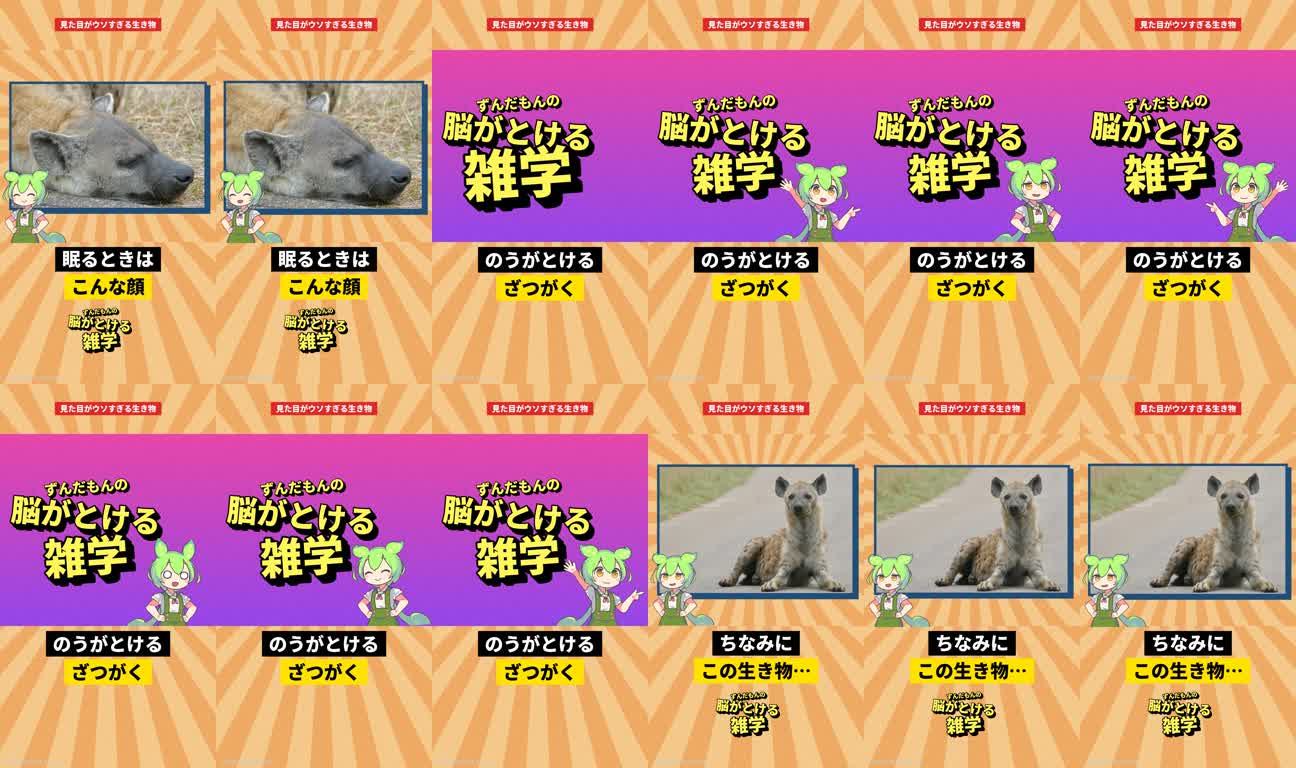 見た目がウソすぎる生き物
眠るときは
こんな顔
ずんだもんの
脳がとける
雑学
見た目がウソすぎる生き物
眠るときは
こんな顔
ずんだもんの
脳がとける
雑学
見た目がウソすぎる生き物
ずんだもんの
脳がとける
雑学
のうがとける
ざつがく
見た目がウソすぎる生き物
ずんだもんの
脳がとける
雑学
のうがとける
ざつがく
見た目がウソすぎる生き物
ずんだもんの
脳がとける
雑学
のうがとける
ざつがく
見た目がウソすぎる生き物
ずんだもんの
脳がとける
雑学
のうがとける
ざつがく
見た目がウソすぎる生き物
ずんだもんの
脳がとける
雑学
のうがとける
ざつがく
見た目がウソすぎる生き物
ずんだもんの
脳がとける
雑学
のうがとける
ざつがく
見た目がウソすぎる生き物
ずんだもんの
脳がとける
雑学
のうがとける
ざつがく
見た目がウソすぎる生き物
ちなみに
この生き物…
ずんだもんの
脳がとける
雑学
見た目がウソすぎる生き物
ちなみに
この生き物…
ずんだもんの
脳がとける
雑学
見た目がウソすぎる生き物
ちなみに
この生き物…
ずんだもんの
脳がとける
雑学